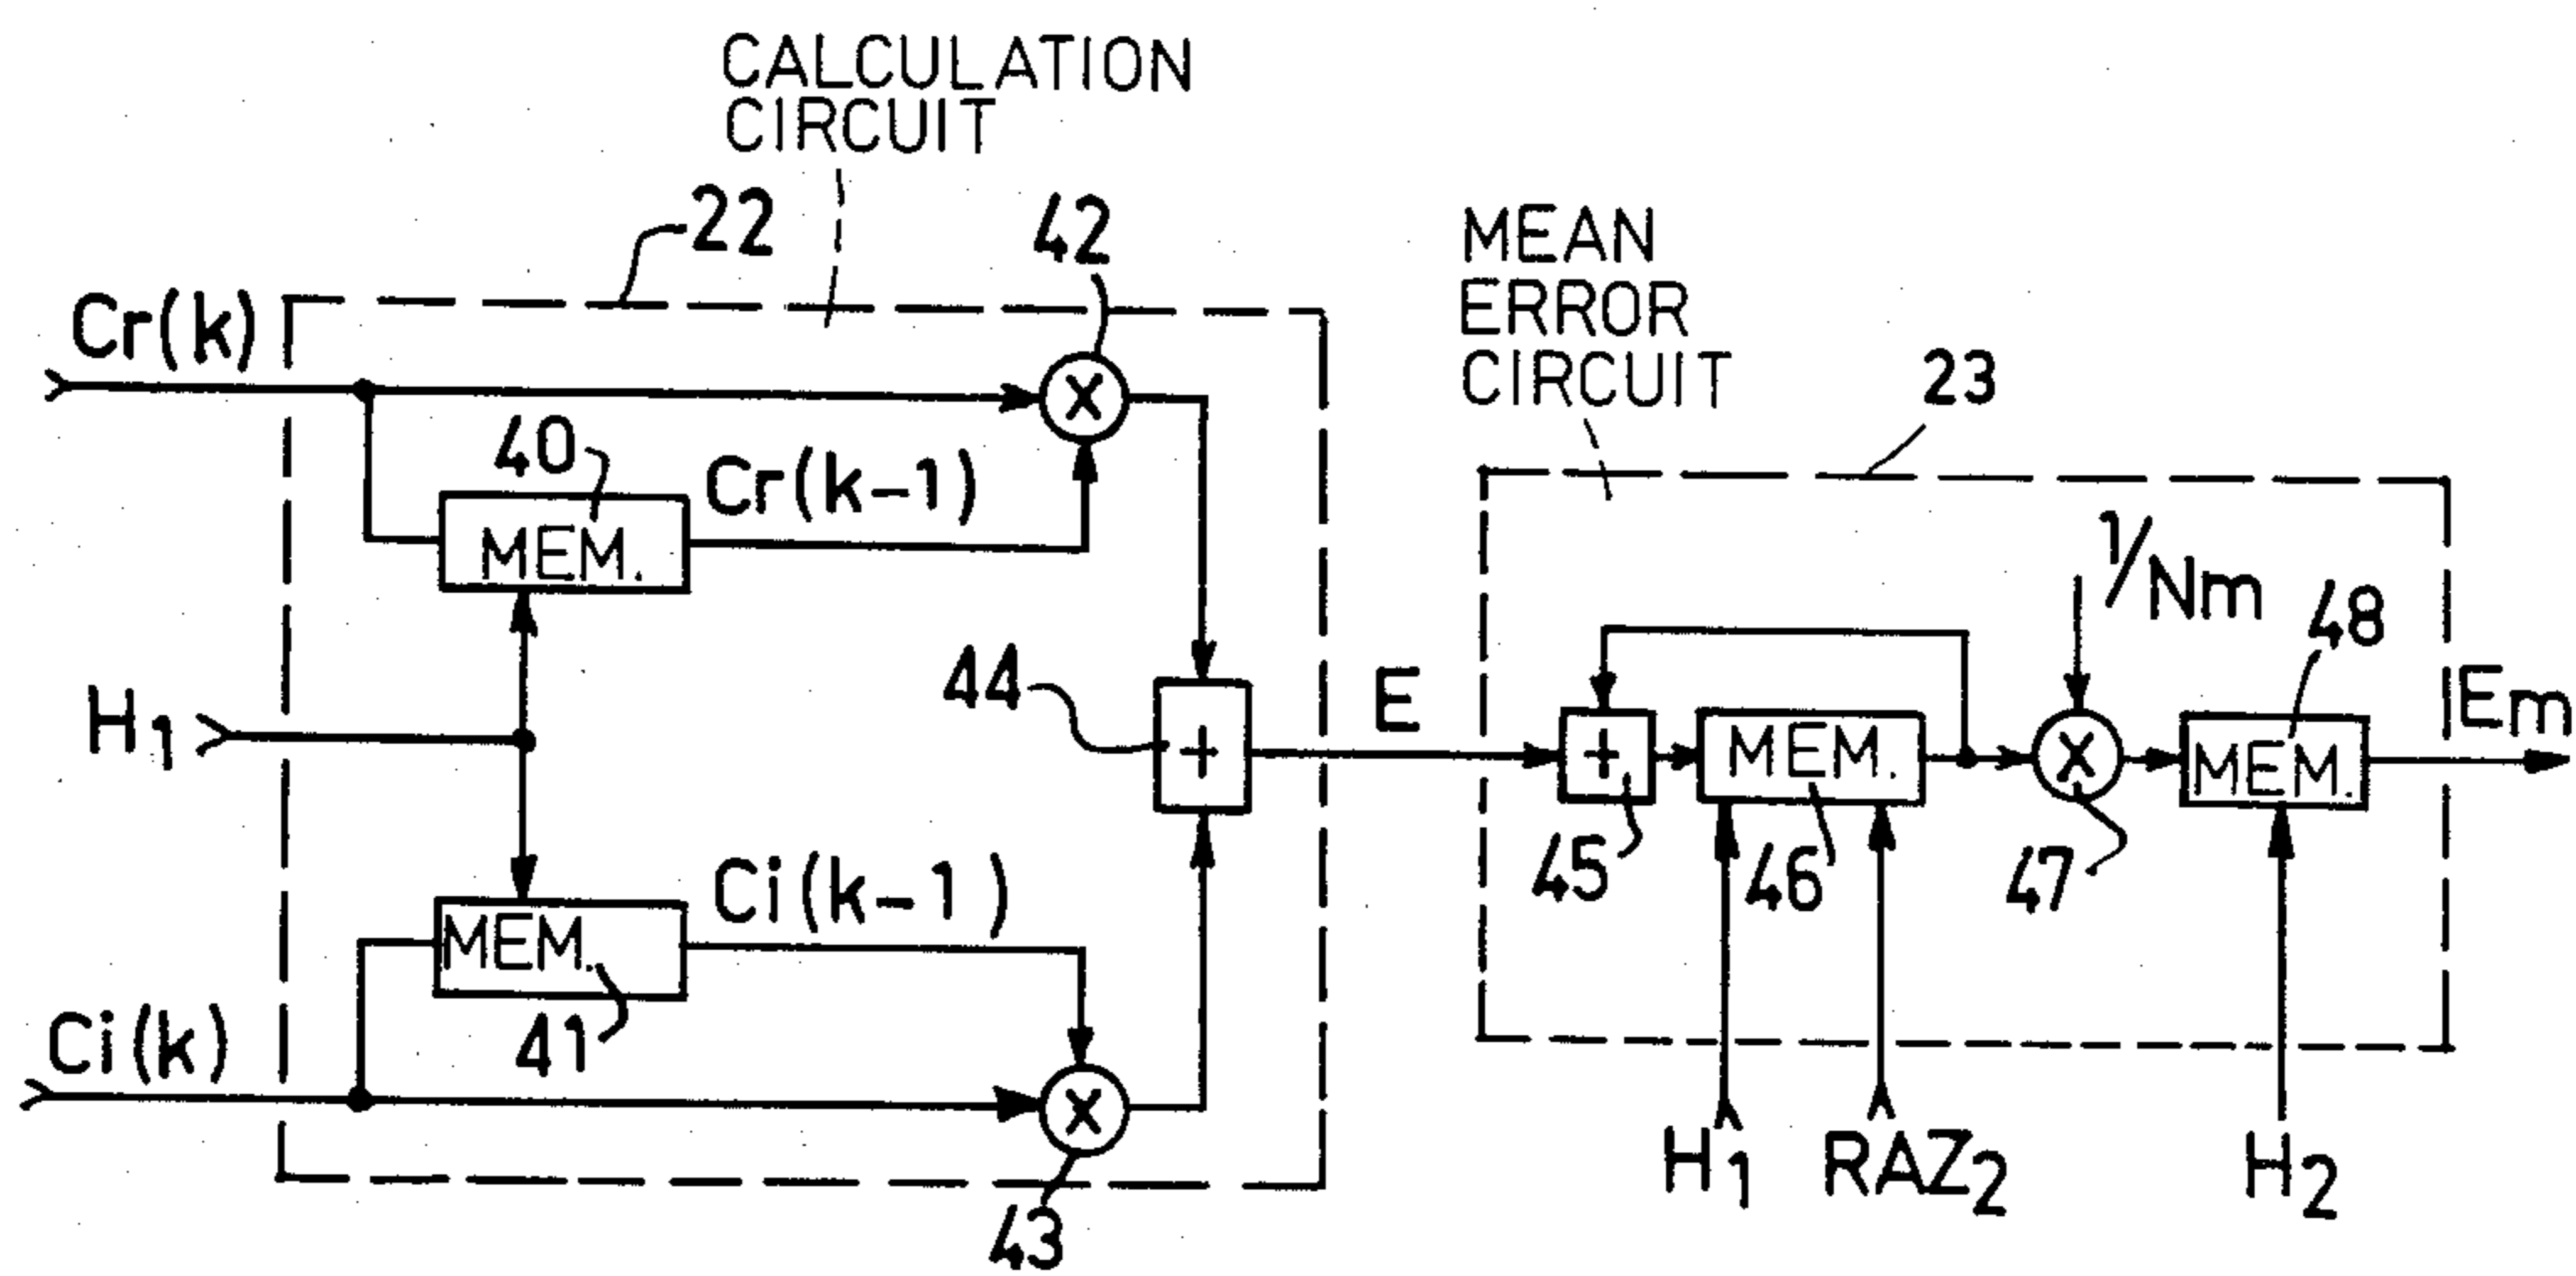 CALCULATION
CIRCUIT
22
42
Cr(k)
40
MEM.
Cr(k-1)
H1
44
+
E
MEM.
Ci(k-1)
41
Ci(k)
X
X
43
MEAN
ERROR
CIRCUIT
23
1/Nm
48
+
MEM.
X
MEM.
Em
45
46
47
H1
RAZ2
H2